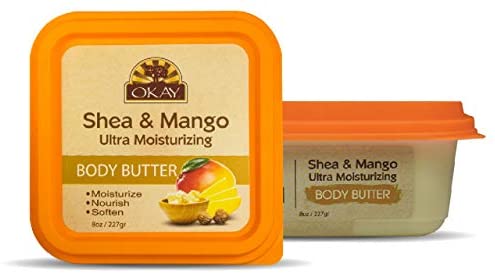 OKAY
Shea & Mango
Ultra Moisturizing
BODY BUTTER
•Moisturize
•Nourish
•Soften
8oz / 227gr
Shea & Mango
Ultra Moisturizing
BODY BUTTER
8oz / 227gr